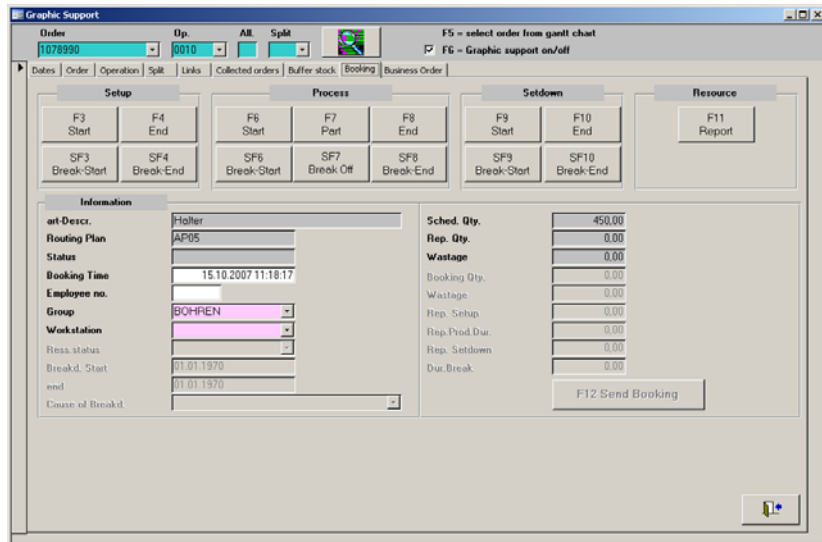 Graphic Support
Order Op. All. Split F5 = select order from gantt chart
1078990 0010 F6 = Graphic support on/off
Dates Order Operation Split Links Collected orders Buffer stock Booking Business Order
Setup Process Setdown Resource
F3 Start F4 End F6 Start F7 Part F8 End F9 Start F10 End F11 Report
SF3 Break-Start SF4 Break-End SF6 Break-Start SF7 Break Off SF8 Break-End SF9 Break-Start SF10 Break-End
Information
art-Descr. Halter Sched. Qty. 450,00
Routing Plan AP05 Rep. Qty. 0,00
Status Wastage 0,00
Booking Time 15.10.2007 11:18:17 Booking Qty. 0,00
Employee no. Wastage 0,00
Group BOHREN Rep. Setup 0,00
Workstation Rep.Prod.Dur. 0,00
Ress.status Rep. Setdown 0,00
Breakd. Start 01.01.1970 Dur.Break 0,00
end 01.01.1970
Cause of Breakd. F12 Send Booking